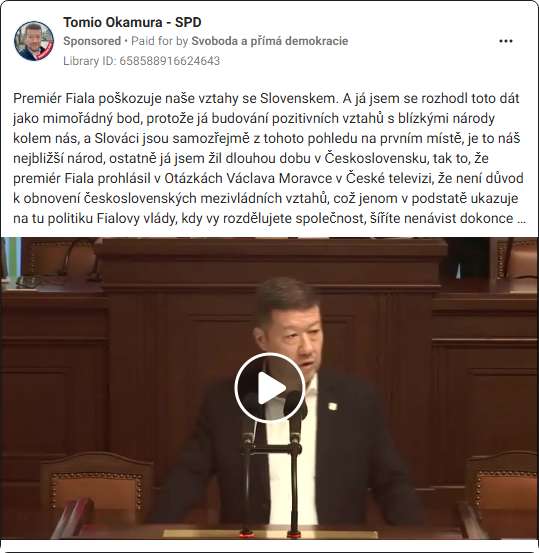 Tomio Okamura - SPD
Sponsored • Paid for by Svoboda a přímá demokracie
Library ID: 658588916624643
Premiér Fiala poškozuje naše vztahy se Slovenskem. A já jsem se rozhodl toto dát
jako mimořádný bod, protože já budování pozitivních vztahů s blízkými národy
kolem nás, a Slováci jsou samozřejmě z tohoto pohledu na prvním místě, je to náš
nejbližší národ, ostatně já jsem žil dlouhou dobu v Československu, tak to, že
premiér Fiala prohlásil v Otázkách Václava Moravce v České televizi, že není důvod
k obnovení československých mezivládních vztahů, což jenom v podstatě ukazuje
na tu politiku Fialovy vlády, kdy vy rozdělujete společnost, šíříte nenávist dokonce ...